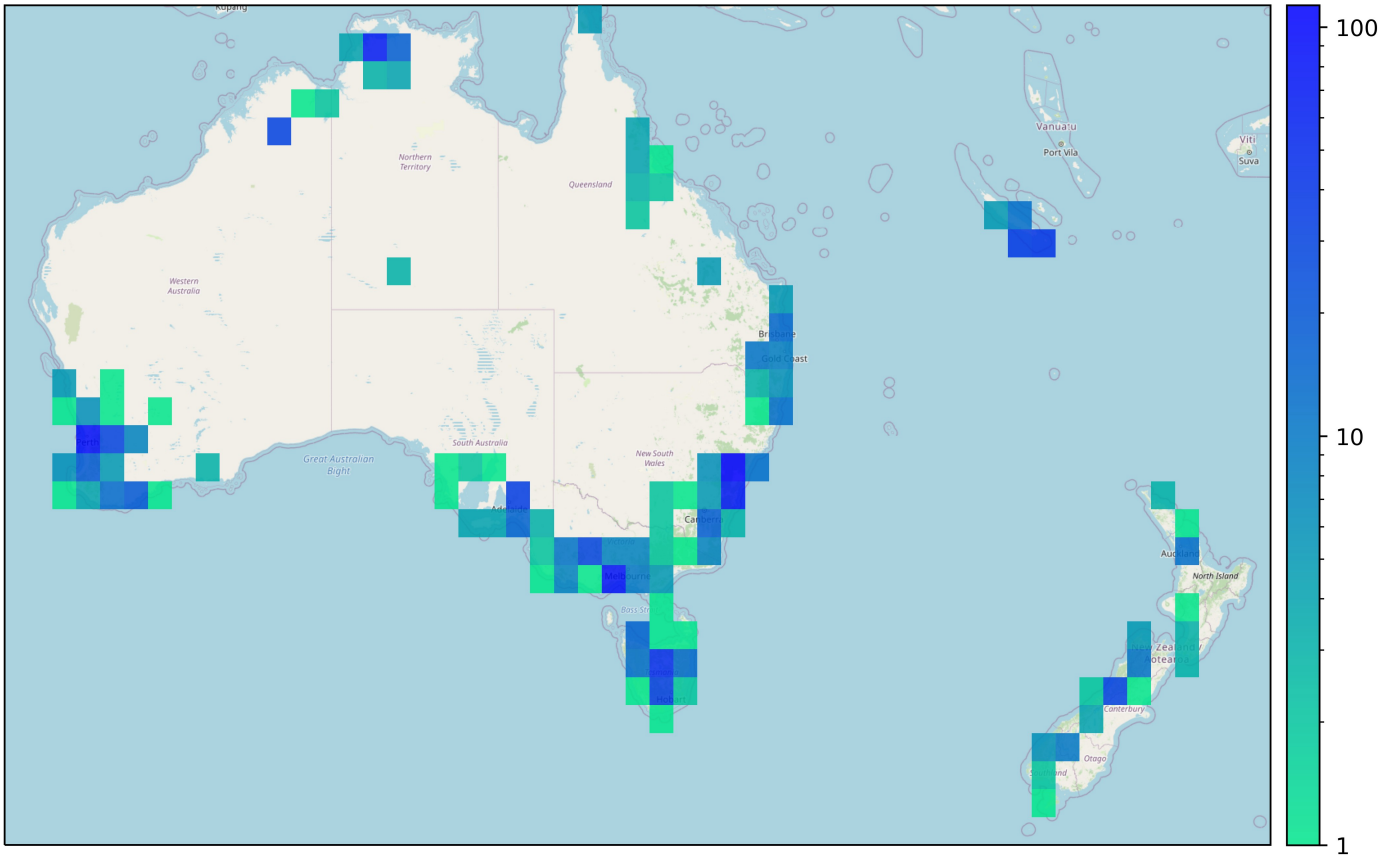 Kupang
Vanuatu
Port Vila
Viti
Suva
Northern
Territory
Queensland
Western
Australia
Brisbane
Gold Coast
South Australia
Great Australian
Bight
New South
Wales
Perth
Adelaide
Canberra
Melbourne
Bass Str
Hobart
Auckland
North Island
New Zealand /
Aotearoa
Canterbury
Otago
Southland
100
10
1